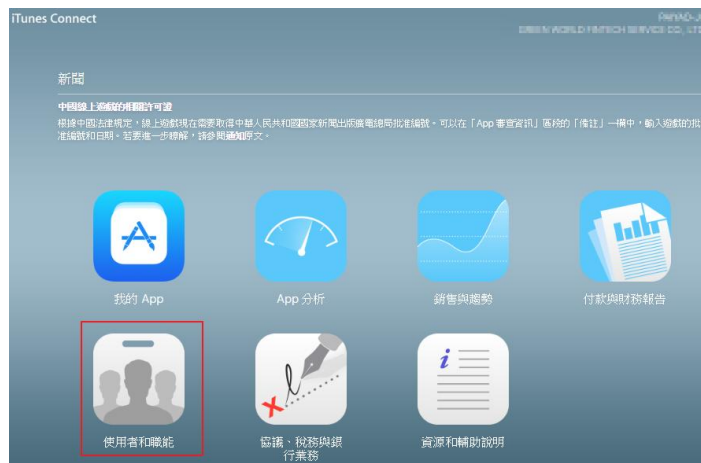 iTunes Connect
GREEN WORLD FINTECH SERVICE CO., LTD
新聞
中國線上遊戲的相關許可證
根據中國法律規定，線上遊戲現在需要取得中華人民共和國國家新聞出版廣電總局批准編號。可以在「App 審查資訊」區段的「備註」一欄中，輸入遊戲的批
准編號和日期。若要進一步瞭解，請參閱通知原文。
我的 App
App 分析
銷售與趨勢
付款與財務報告
使用者和職能
協議、稅務與銀
行業務
資源和輔助說明